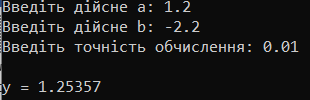 Введіть дійсне a: 1.2
Введіть дійсне b: -2.2
Введіть точність обчислення: 0.01
y = 1.25357